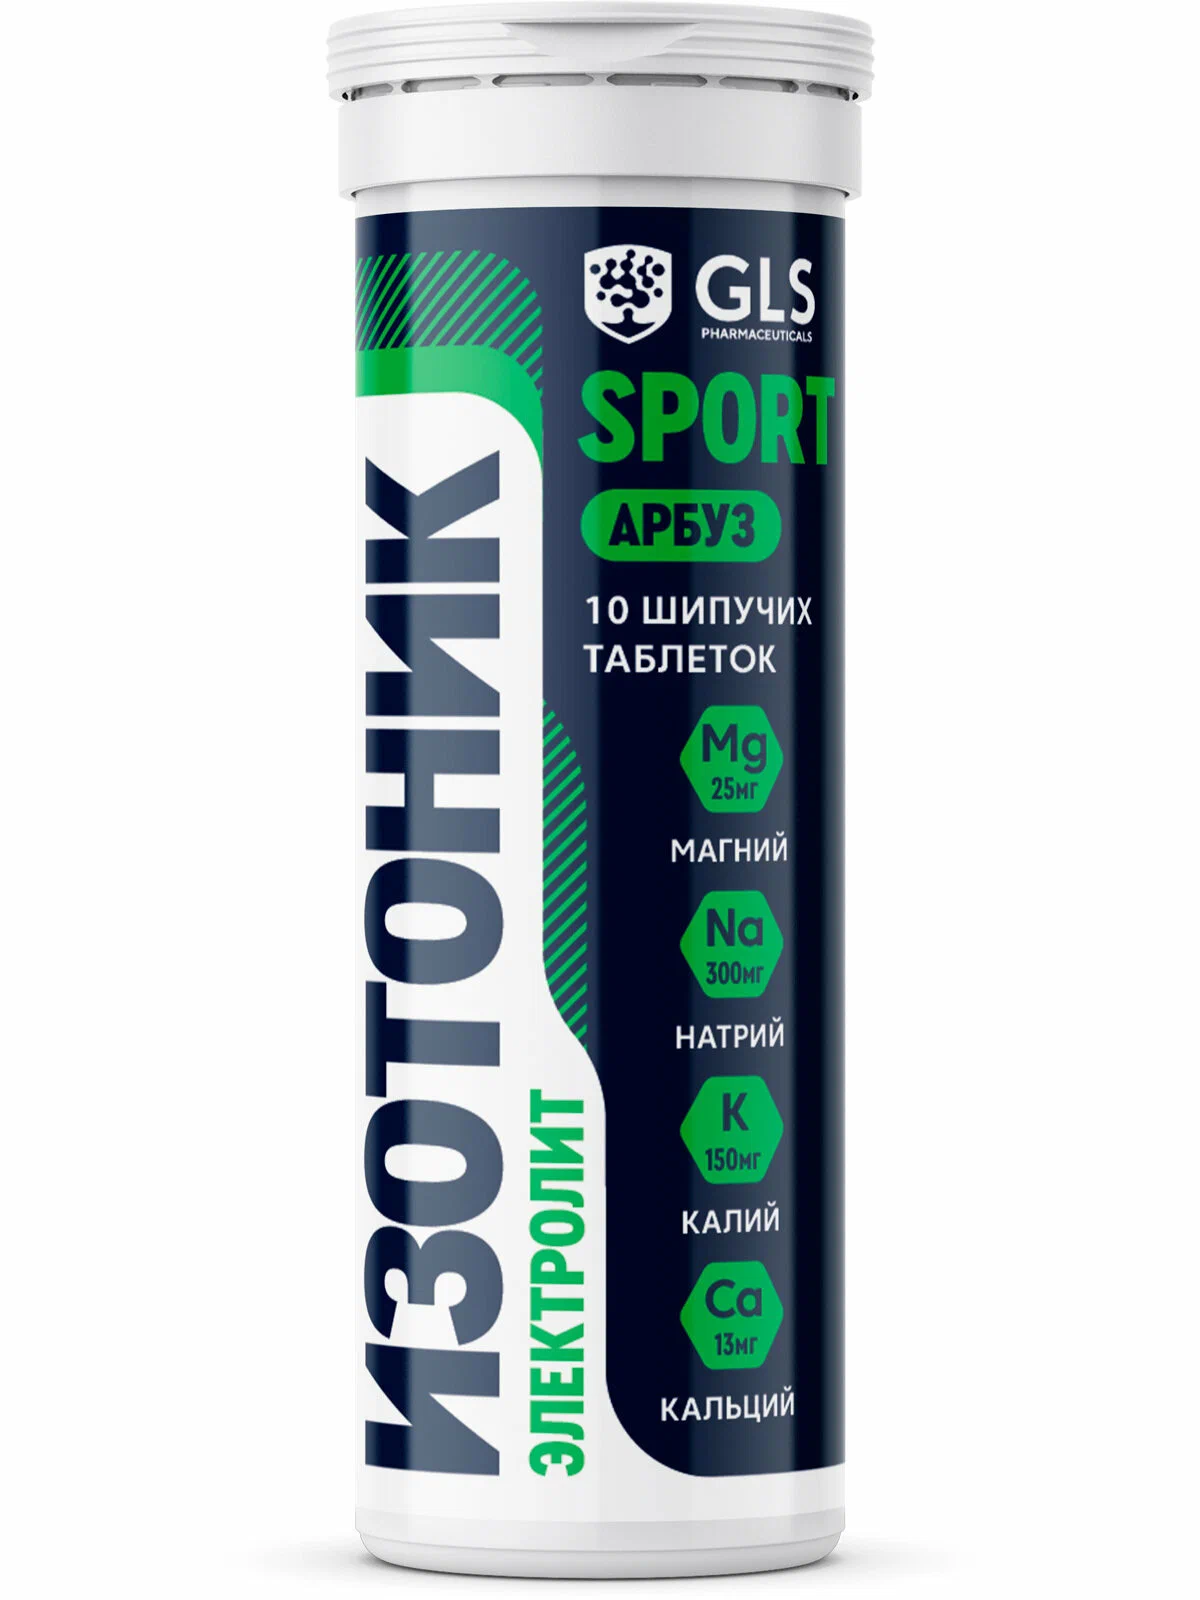 GLS
PHARMACEUTICALS
SPORT
АРБУЗ
10 ШИПУЧИХ
ТАБЛЕТОК
Mg
25мг
МАГНИЙ
Na
300мг
НАТРИЙ
K
150мг
КАЛИЙ
Ca
13мг
КАЛЬЦИЙ
ИЗОТОНИК
ЭЛЕКТРОЛИТ